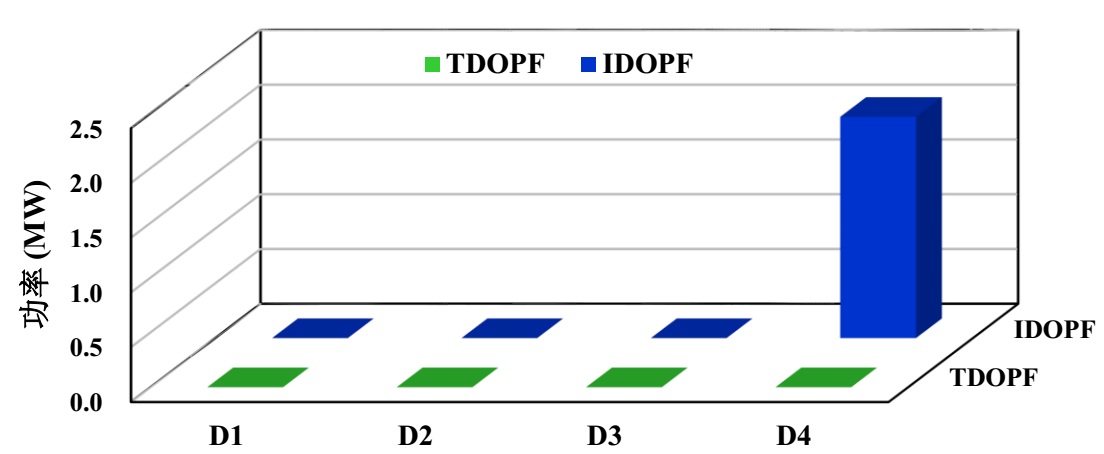 TDOPF IDOPF
2.5
2.0
1.5
1.0
0.5
0.0
功率 (MW)
IDOPF
TDOPF
D1 D2 D3 D4